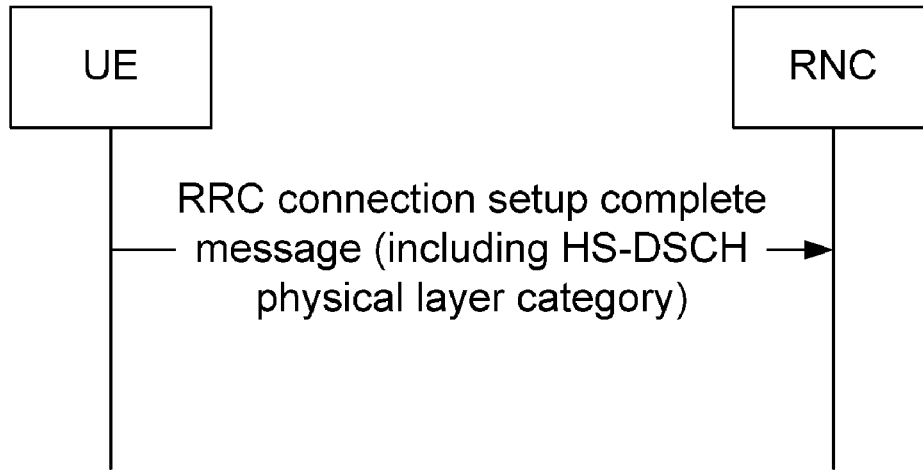 UE
RNC
RRC connection setup complete
message (including HS-DSCH
physical layer category)